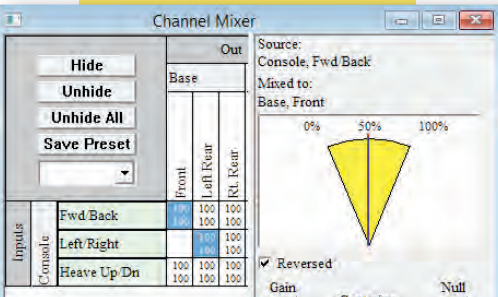 Channel Mixer
Hide
Unhide
Unhide All
Save Preset
Out
Base
Front
Left Rear
Rt. Rear
Inputs
Console
Fwd/Back
100 100 100
100 100 100
Left/Right
100 100
100 100
Heave Up/Dn
100 100 100
100 100 100
Source:
Console, Fwd/Back
Mixed to:
Base, Front
0% 50% 100%
Reversed
Gain
Null